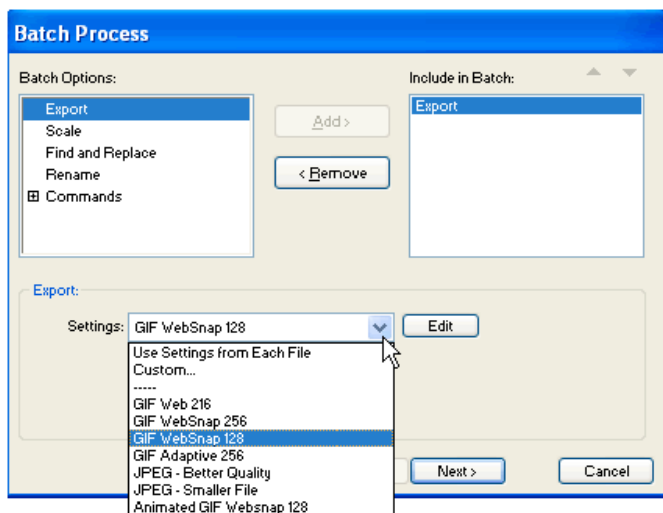 Batch Process
Batch Options:
Include in Batch:
Export
Scale
Find and Replace
Rename
Commands
Add >
< Remove
Export
Export:
Settings:
GIF WebSnap 128
Edit
Use Settings from Each File
Custom...
-----
GIF Web 216
GIF WebSnap 256
GIF WebSnap 128
GIF Adaptive 256
JPEG - Better Quality
JPEG - Smaller File
Animated GIF Websnap 128
Next >
Cancel